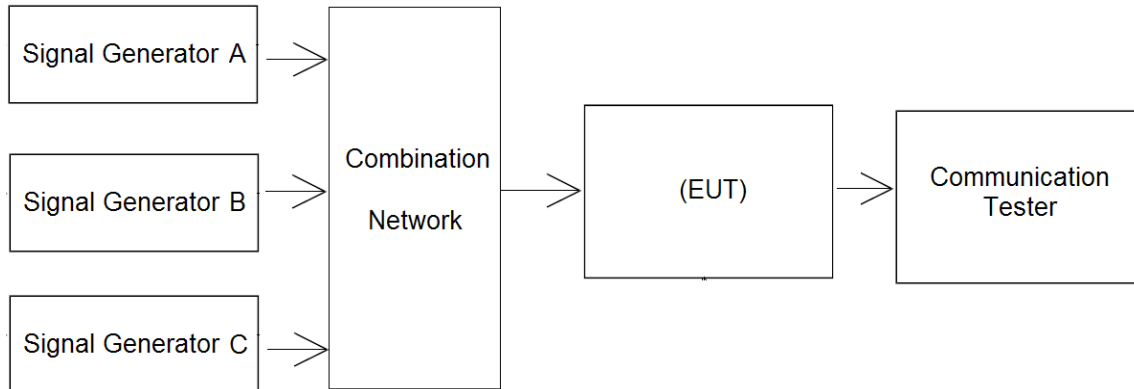 Signal Generator A
Signal Generator B
Signal Generator C
Combination
Network
(EUT)
Communication
Tester